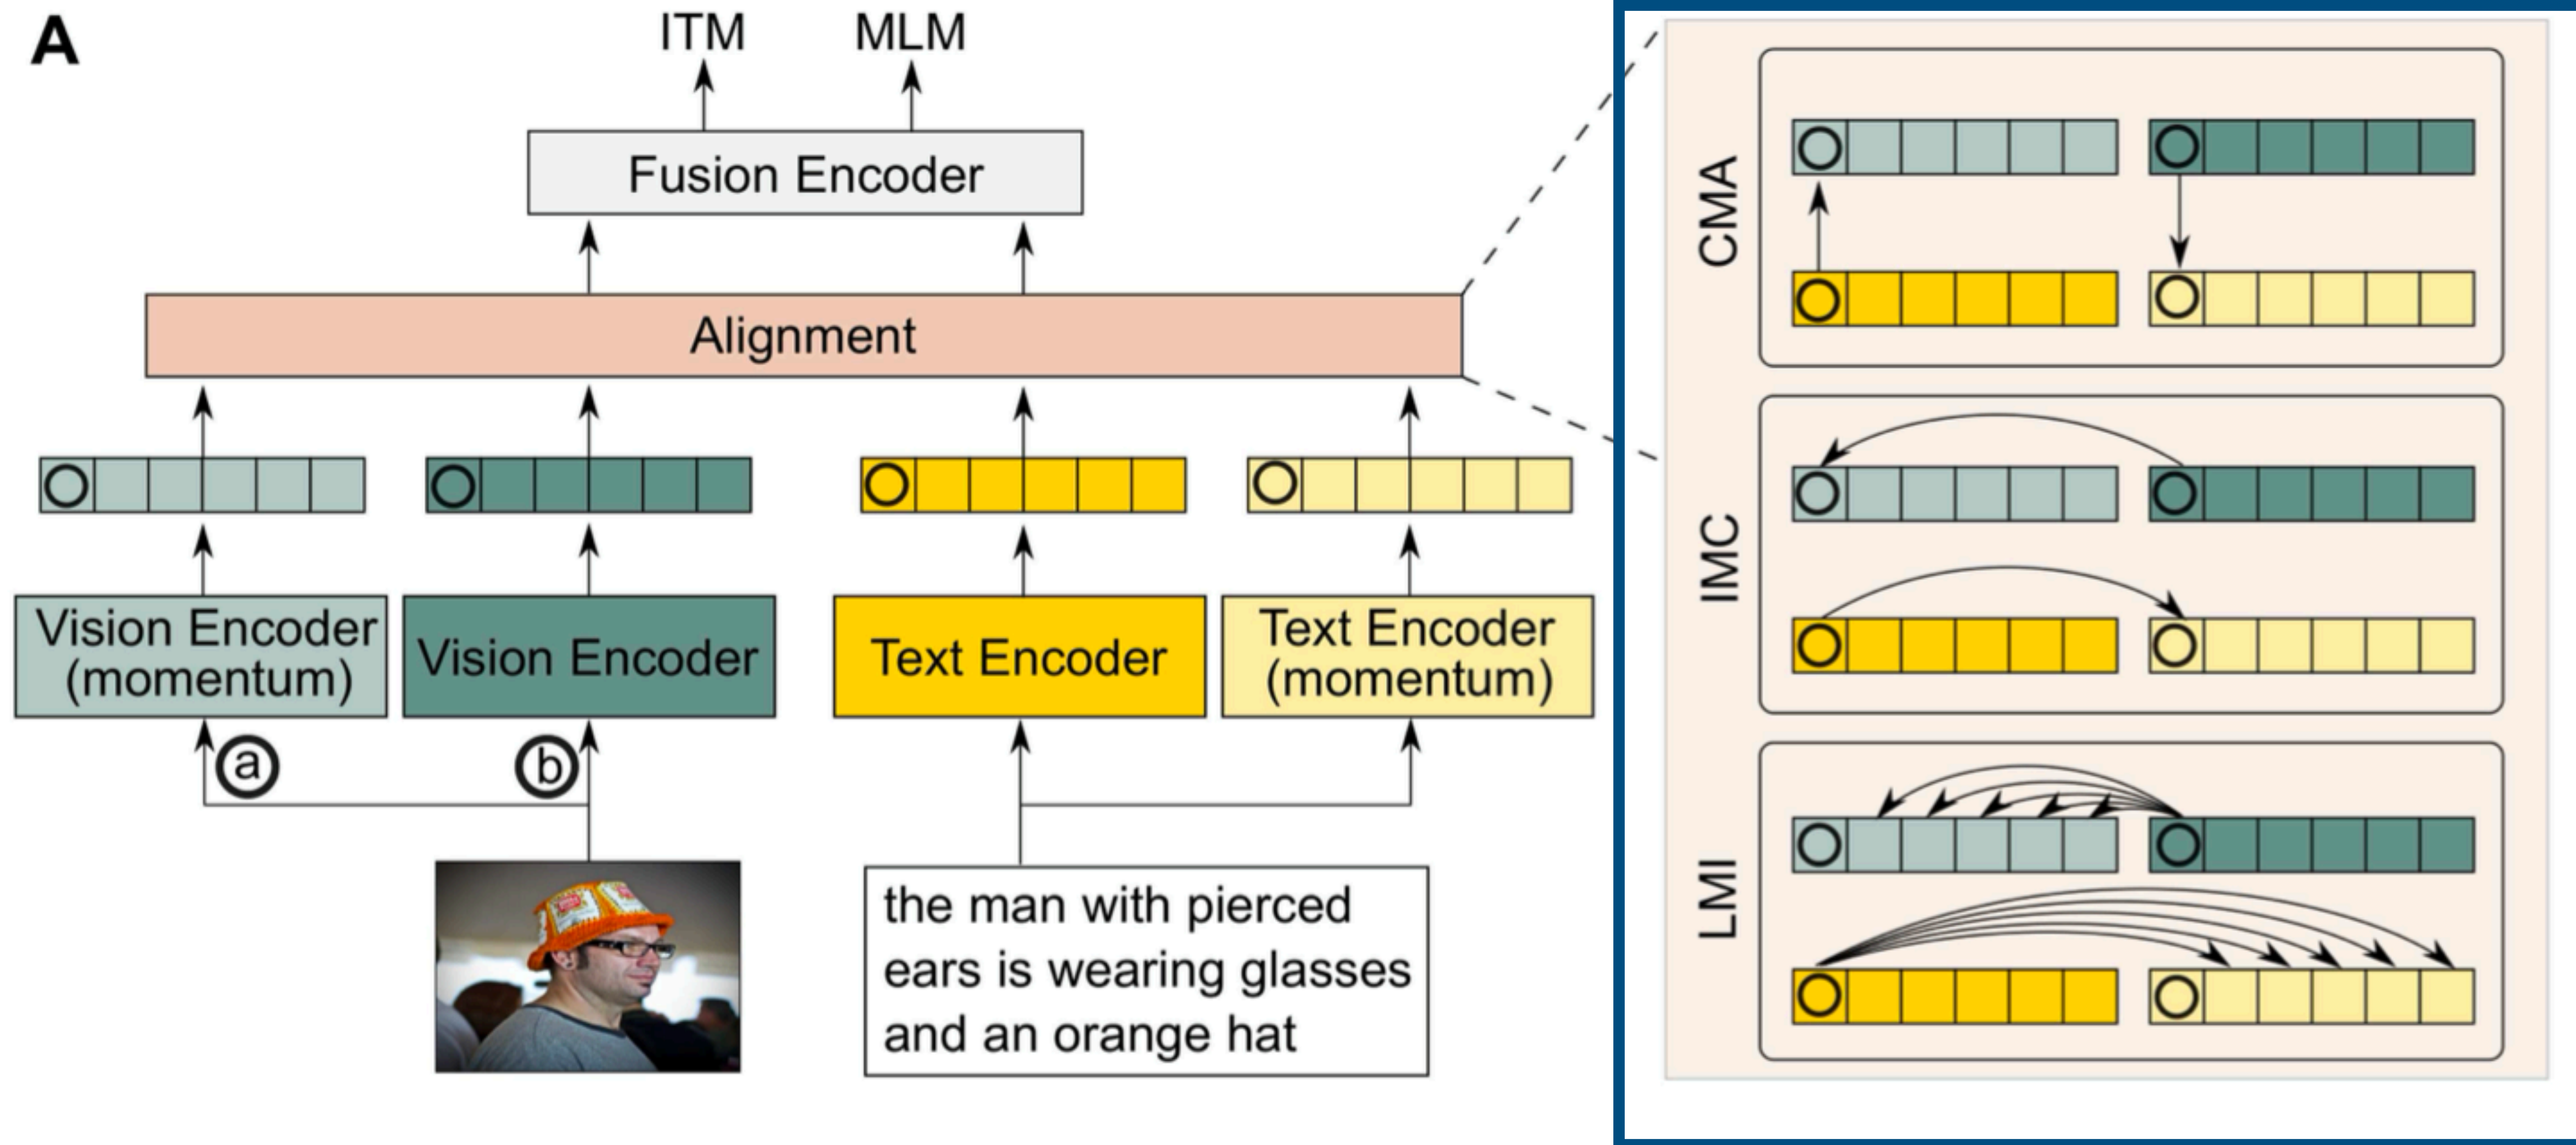 A
ITM
MLM
Fusion Encoder
Alignment
Vision Encoder
(momentum)
Vision Encoder
Text Encoder
Text Encoder
(momentum)
a
b
the man with pierced
ears is wearing glasses
and an orange hat
CMA
IMC
LMI